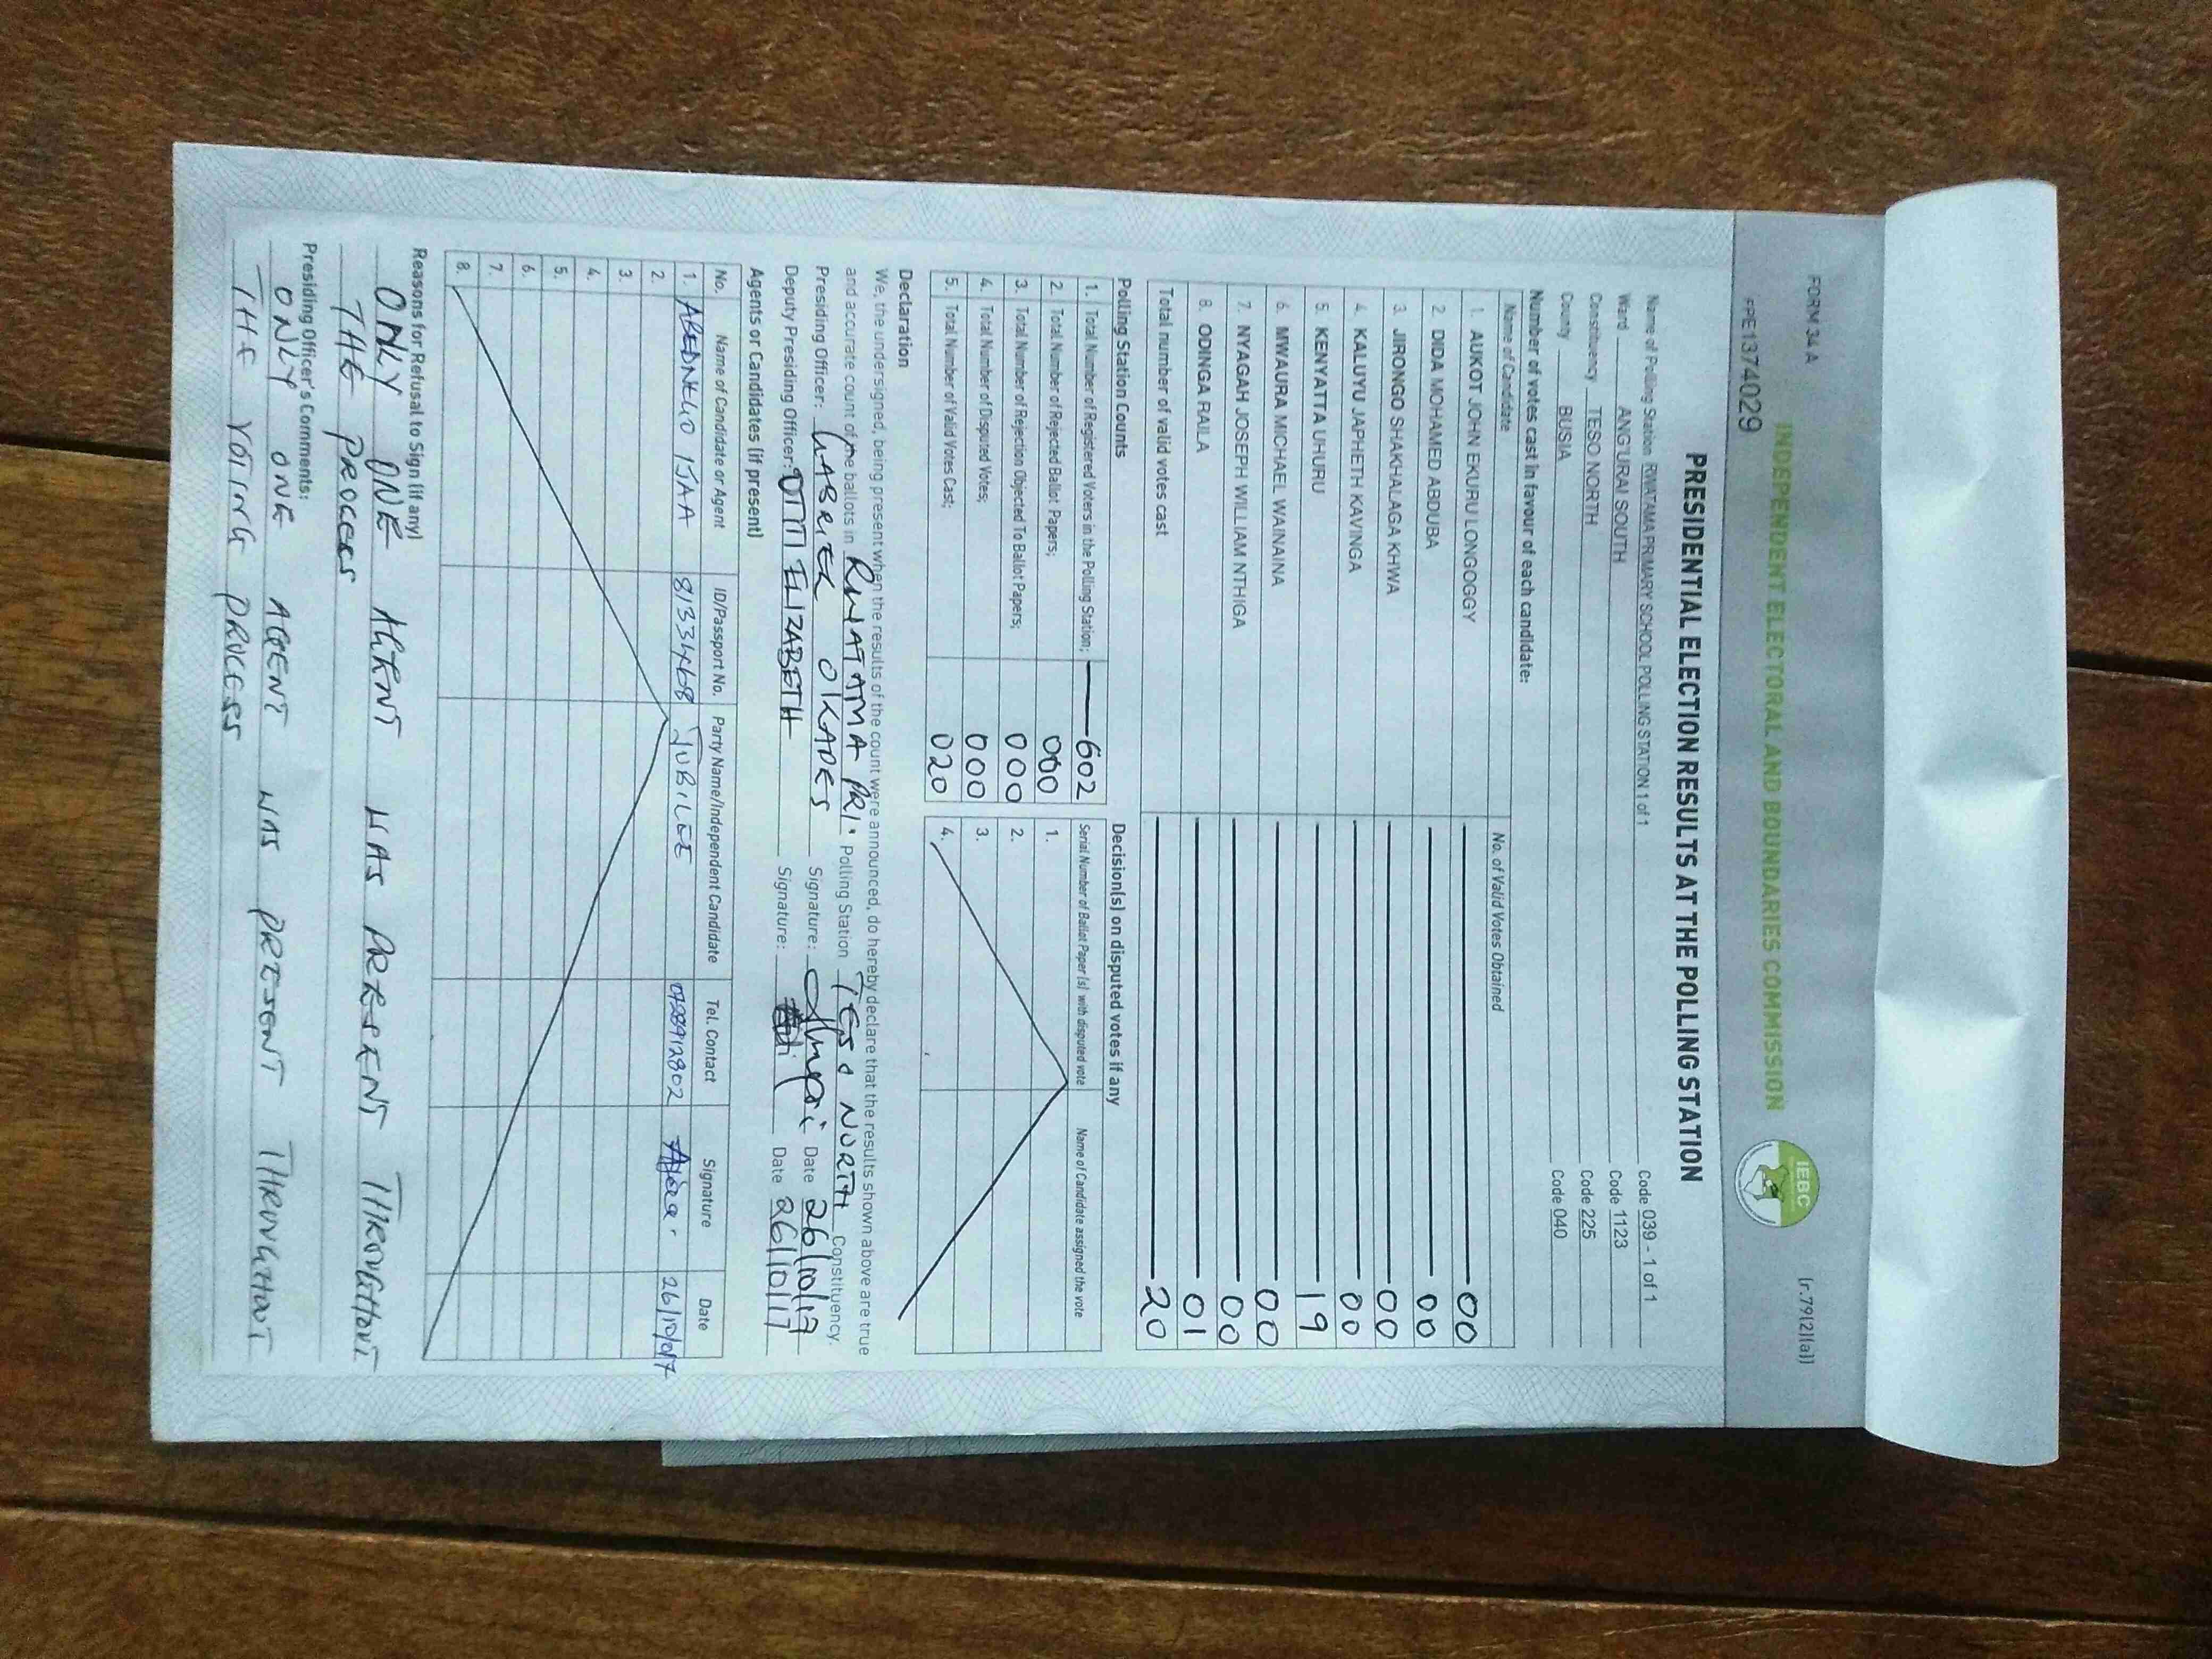 FORM 34 A
[r.79(2)(a)]
INDEPENDENT ELECTORAL AND BOUNDARIES COMMISSION
IEBC
PPE1374029
PRESIDENTIAL ELECTION RESULTS AT THE POLLING STATION
Name of Polling Station RWATAMA PRIMARY SCHOOL POLLING STATION 1 of 1 Code 039 - 1 of 1
Ward ANG'URAI SOUTH Code 1123
Constituency TESO NORTH Code 225
County BUSIA Code 040
Number of votes cast in favour of each candidate:
Name of Candidate No. of Valid Votes Obtained
1. AUKOT JOHN EKURU LONGOGGY 00
2. DIDA MOHAMED ABDUBA 00
3. JIRONGO SHAKHALAGA KHWA 00
4. KALUYU JAPHETH KAVINGA 00
5. KENYATTA UHURU 19
6. MWAURA MICHAEL WAINAINA 00
7. NYAGAH JOSEPH WILLIAM NTHIGA 00
8. ODINGA RAILA 01
Total number of valid votes cast 20
Polling Station Counts Decision(s) on disputed votes if any
1. Total Number of Registered Voters in the Polling Station; 602
2. Total Number of Rejected Ballot Papers; 000
3. Total Number of Rejection Objected To Ballot Papers; 000
4. Total Number of Disputed Votes; 000
5. Total Number of Valid Votes Cast; 020
Serial Number of Ballot Paper (s) with disputed vote Name of Candidate assigned the vote
1.
2.
3.
4.
Declaration
We, the undersigned, being present when the results of the count were announced, do hereby declare that the results shown above are true
and accurate count of the ballots in RWATAMA PRI. Polling Station TESO NORTH Constituency.
Presiding Officer: GABRIEL OKADES Signature: Date 26/10/17
Deputy Presiding Officer: OTITI ELIZABETH Signature: Date 26/10/17
Agents or Candidates (if present)
No. Name of Candidate or Agent ID/Passport No. Party Name/Independent Candidate Tel. Contact Signature Date
1. ABEDNEGO IJAA 8133468 JUBILEE 0728912802 26/10/017
2.
3.
4.
5.
6.
7.
8.
Reasons for Refusal to Sign (if any)
ONLY ONE AGENT WAS PRESENT THROUGHOUT
THE PROCESS
Presiding Officer's Comments:
ONLY ONE AGENT WAS PRESENT THROUGHOUT
THE VOTING PROCESS